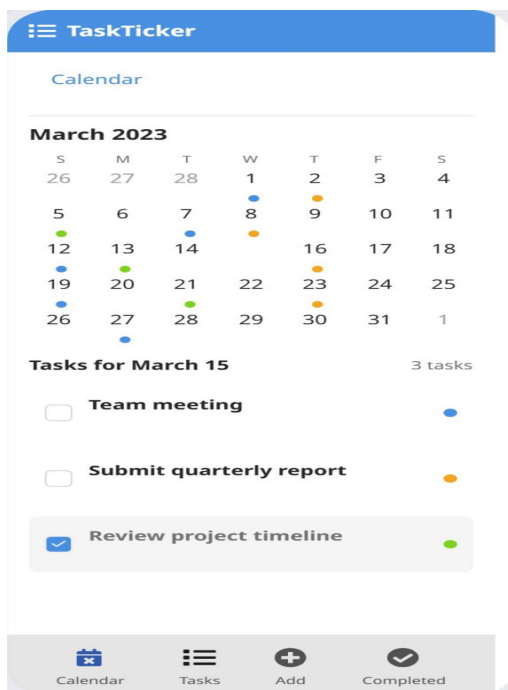 TaskTicker
Calendar
March 2023
S M T W T F S
26 27 28 1 2 3 4
5 6 7 8 9 10 11
12 13 14 16 17 18
19 20 21 22 23 24 25
26 27 28 29 30 31 1
Tasks for March 15 3 tasks
Team meeting
Submit quarterly report
Review project timeline
Calendar Tasks Add Completed